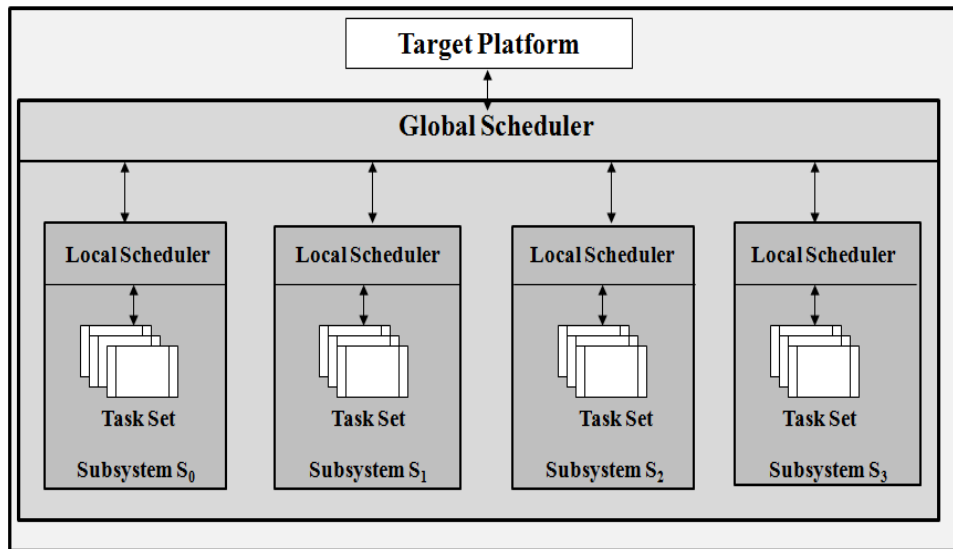 Target Platform
Global Scheduler
Local Scheduler
Local Scheduler
Local Scheduler
Local Scheduler
Task Set
Task Set
Task Set
Task Set
Subsystem S0
Subsystem S1
Subsystem S2
Subsystem S3